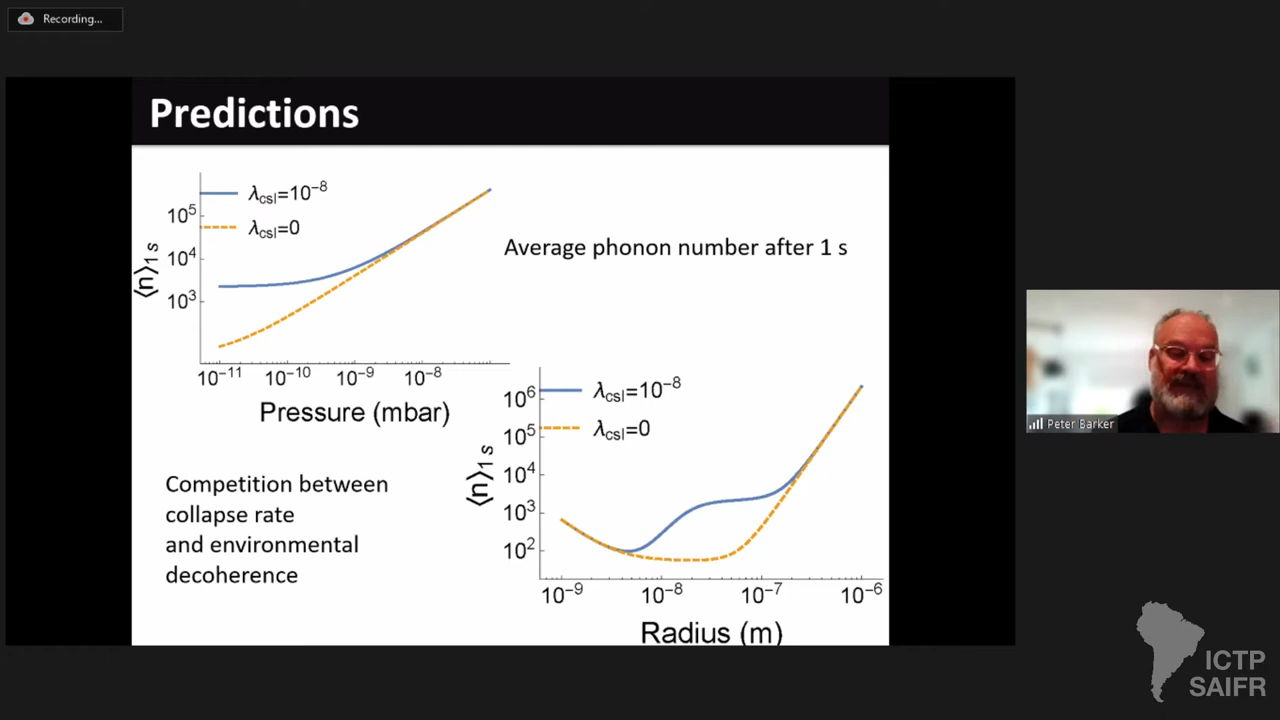 Recording...
Predictions
λcsl=10⁻⁸
λcsl=0
10⁵
10⁴
10³
⟨n⟩1 s
10⁻¹¹ 10⁻¹⁰ 10⁻⁹ 10⁻⁸
Pressure (mbar)
Average phonon number after 1 s
λcsl=10⁻⁸
λcsl=0
10⁶
10⁵
10⁴
10³
10²
⟨n⟩1 s
10⁻⁹ 10⁻⁸ 10⁻⁷ 10⁻⁶
Radius (m)
Competition between
collapse rate
and environmental
decoherence
Peter Barker
ICTP
SAIFR